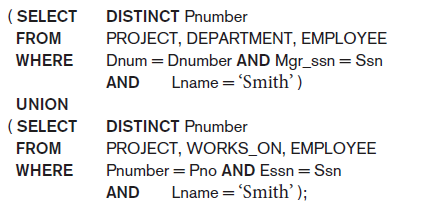 ( SELECT DISTINCT Pnumber
FROM PROJECT, DEPARTMENT, EMPLOYEE
WHERE Dnum = Dnumber AND Mgr_ssn = Ssn
AND Lname = ‘Smith’ )
UNION
( SELECT DISTINCT Pnumber
FROM PROJECT, WORKS_ON, EMPLOYEE
WHERE Pnumber = Pno AND Essn = Ssn
AND Lname = ‘Smith’ );